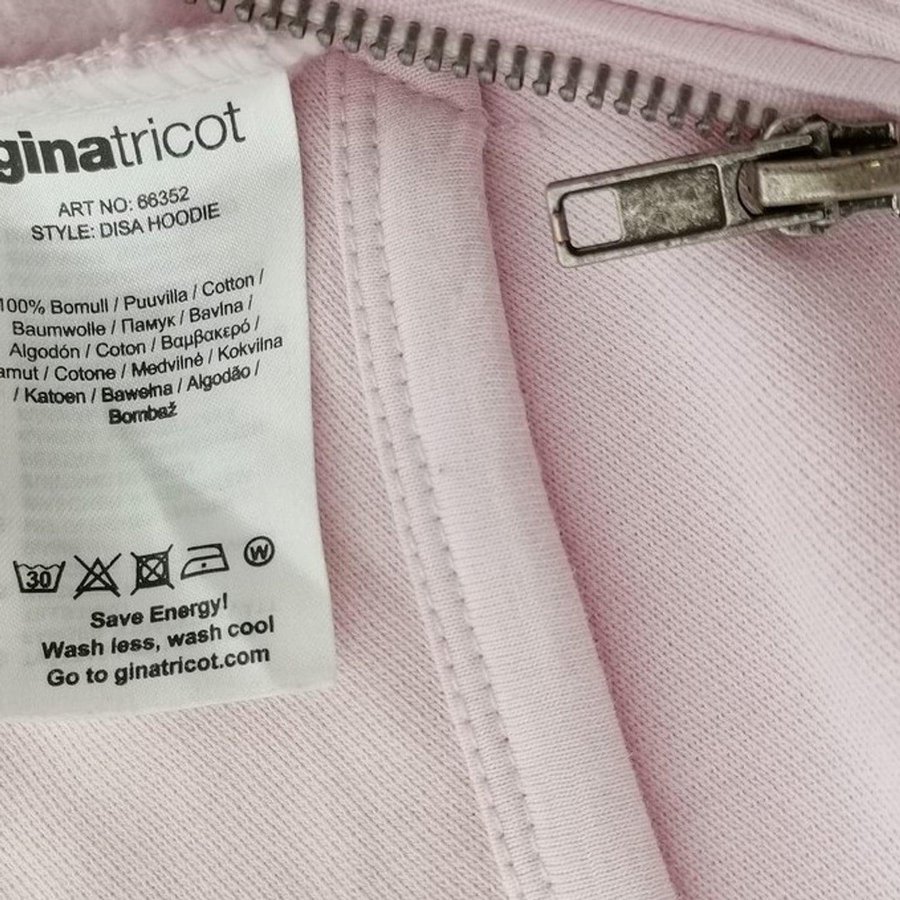 ginatricot
ART NO: 66352
STYLE: DISA HOODIE
100% Bomull / Puuvilla / Cotton /
Baumwolle / Памук / Bavlna /
Algodón / Coton / Βαμβακερό /
amut / Cotone / Medvilnė / Kokvilna
/ Katoen / Bawełna / Algodão /
Bombaž
30 W
Save Energy!
Wash less, wash cool
Go to ginatricot.com